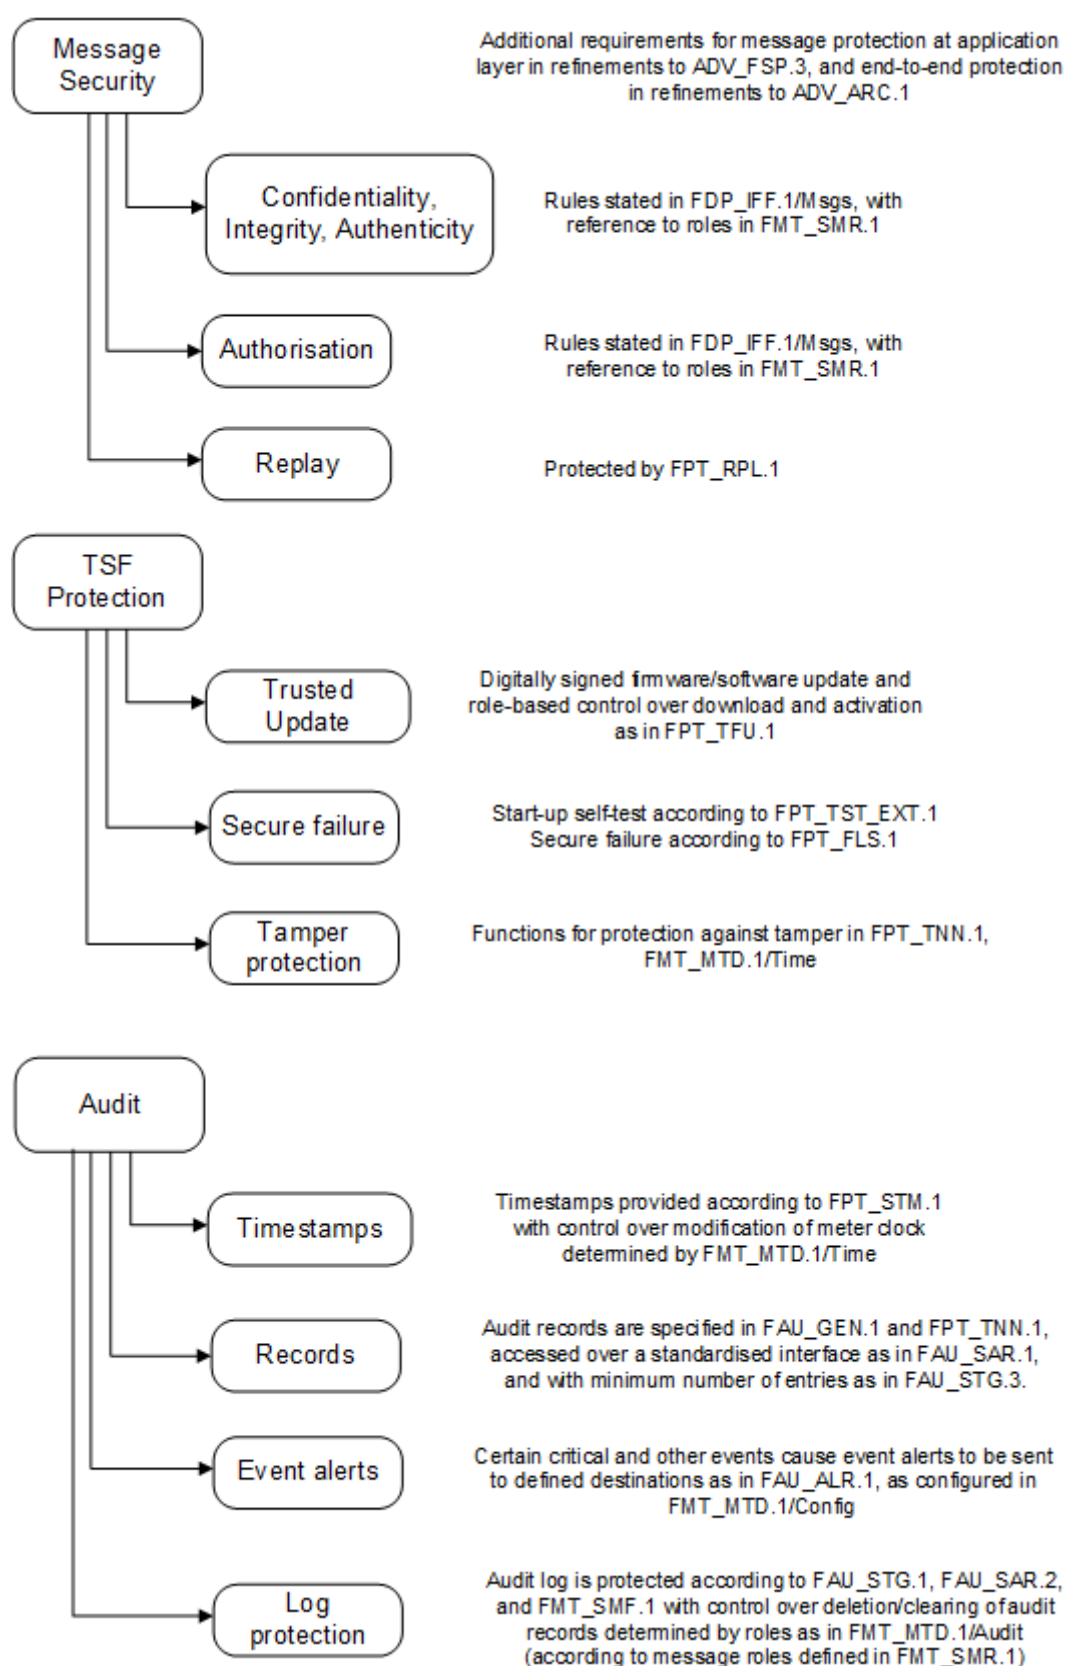 Message
Security
Additional requirements for message protection at application
layer in refinements to ADV_FSP.3, and end-to-end protection
in refinements to ADV_ARC.1
Confidentiality,
Integrity, Authenticity
Rules stated in FDP_IFF.1/Msgs, with
reference to roles in FMT_SMR.1
Authorisation
Rules stated in FDP_IFF.1/Msgs, with
reference to roles in FMT_SMR.1
Replay
Protected by FPT_RPL.1
TSF
Protection
Trusted
Update
Digitally signed firmware/software update and
role-based control over download and activation
as in FPT_TFU.1
Secure failure
Start-up self-test according to FPT_TST_EXT.1
Secure failure according to FPT_FLS.1
Tamper
protection
Functions for protection against tamper in FPT_TNN.1,
FMT_MTD.1/Time
Audit
Timestamps
Timestamps provided according to FPT_STM.1
with control over modification of meter clock
determined by FMT_MTD.1/Time
Records
Audit records are specified in FAU_GEN.1 and FPT_TNN.1,
accessed over a standardised interface as in FAU_SAR.1,
and with minimum number of entries as in FAU_STG.3.
Event alerts
Certain critical and other events cause event alerts to be sent
to defined destinations as in FAU_ALR.1, as configured in
FMT_MTD.1/Config
Log
protection
Audit log is protected according to FAU_STG.1, FAU_SAR.2,
and FMT_SMF.1 with control over deletion/clearing of audit
records determined by roles as in FMT_MTD.1/Audit
(according to message roles defined in FMT_SMR.1)